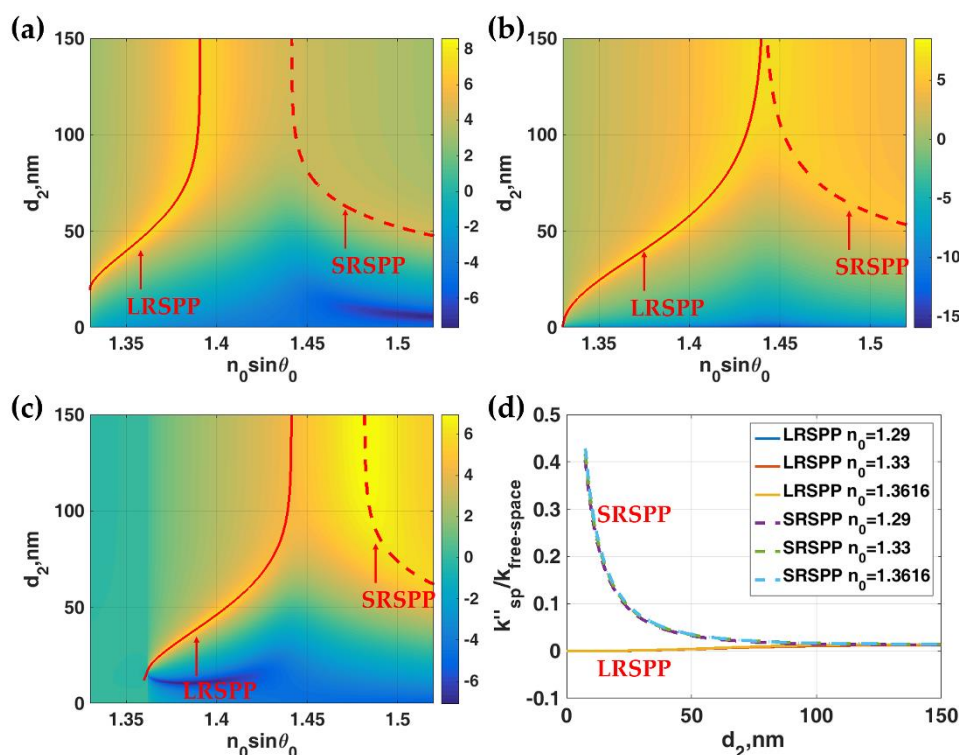 (a)
150
100
50
0
d2,nm
1.35
1.4
1.45
1.5
n0sinθ0
8
6
4
2
0
-2
-4
-6
LRSPP
SRSPP
(b)
150
100
50
0
d2,nm
1.35
1.4
1.45
1.5
n0sinθ0
5
0
-5
-10
-15
LRSPP
SRSPP
(c)
150
100
50
0
d2,nm
1.35
1.4
1.45
1.5
n0sinθ0
6
4
2
0
-2
-4
-6
LRSPP
SRSPP
(d)
0.5
0.4
0.3
0.2
0.1
0
-0.1
k''sp/kfree-space
0
50
100
150
d2,nm
LRSPP n0=1.29
LRSPP n0=1.33
LRSPP n0=1.3616
SRSPP n0=1.29
SRSPP n0=1.33
SRSPP n0=1.3616
SRSPP
LRSPP